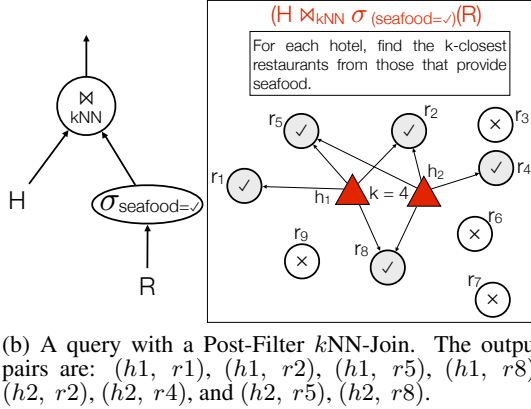 (H ⋈kNN σ (seafood=✓)(R)
For each hotel, find the k-closest
restaurants from those that provide
seafood.
⋈
kNN
H
σseafood=✓
R
r5
✓
r2
✓
r3
×
r1
✓
r4
✓
h1
k = 4
h2
r9
×
r8
✓
r6
×
r7
×
(b) A query with a Post-Filter kNN-Join. The output
pairs are: (h1, r1), (h1, r2), (h1, r5), (h1, r8)
(h2, r2), (h2, r4), and (h2, r5), (h2, r8).